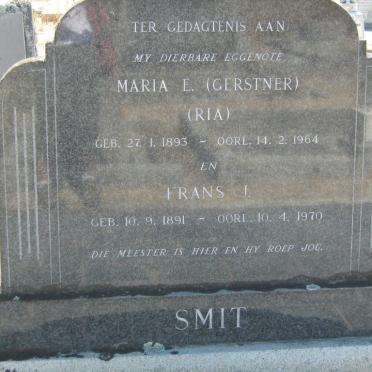 TER GEDAGTENIS AAN
MY DIERBARE EGGENOTE
MARIA E. (GERSTNER)
(RIA)
GEB. 27. 1. 1893 - OORL. 14. 2. 1964
EN
FRANS J.
GEB. 10. 9. 1891 - OORL. 10. 4. 1970
DIE MEESTER IS HIER EN HY ROEP JOU.
SMIT